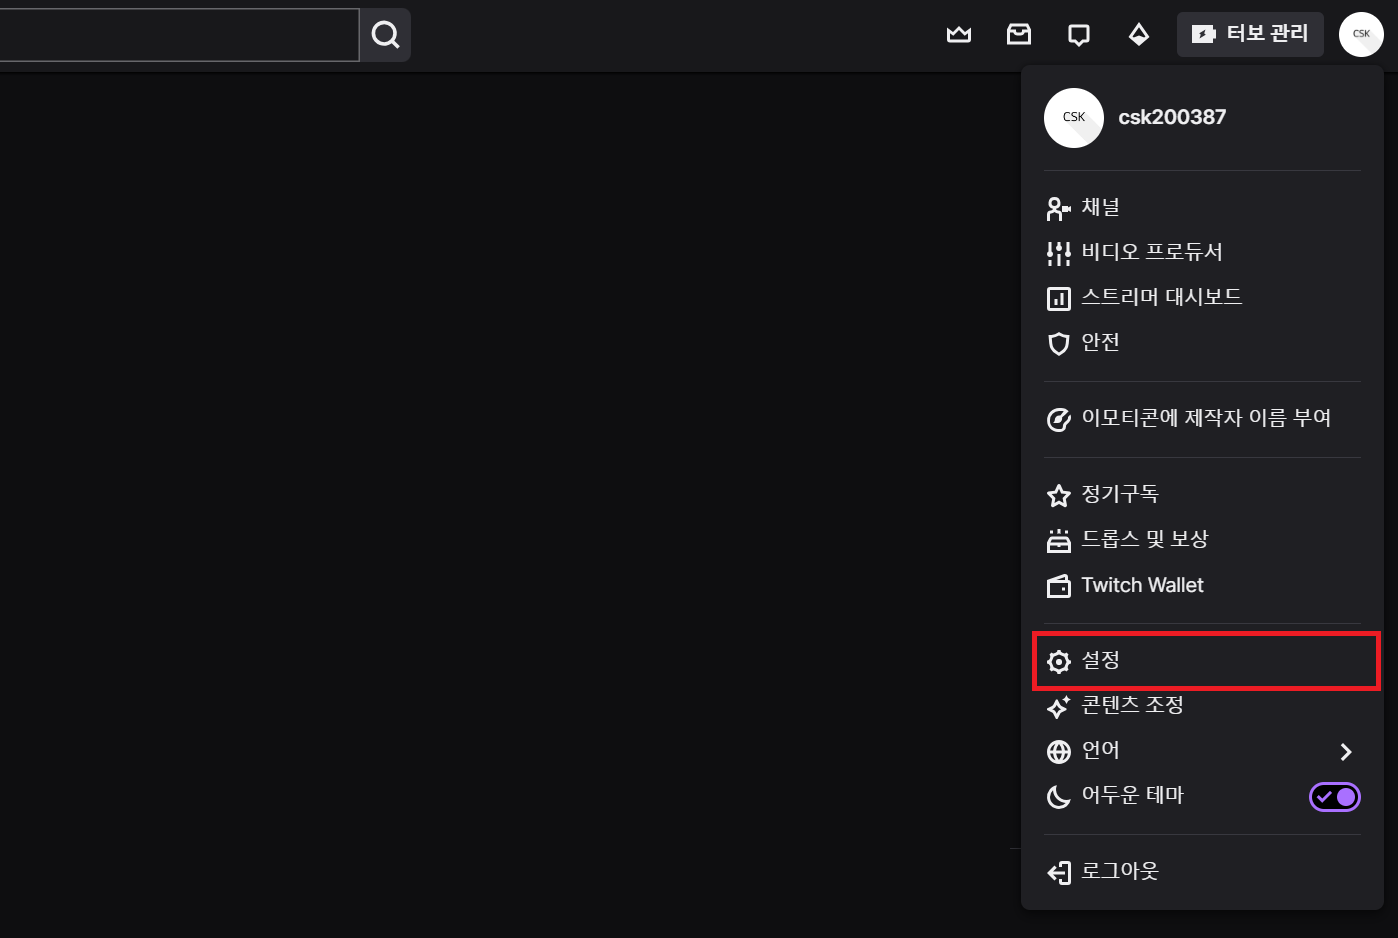 터보 관리
CSK
CSK
csk200387
채널
비디오 프로듀서
스트리머 대시보드
안전
이모티콘에 제작자 이름 부여
정기구독
드롭스 및 보상
Twitch Wallet
설정
콘텐츠 조정
언어
어두운 테마
로그아웃